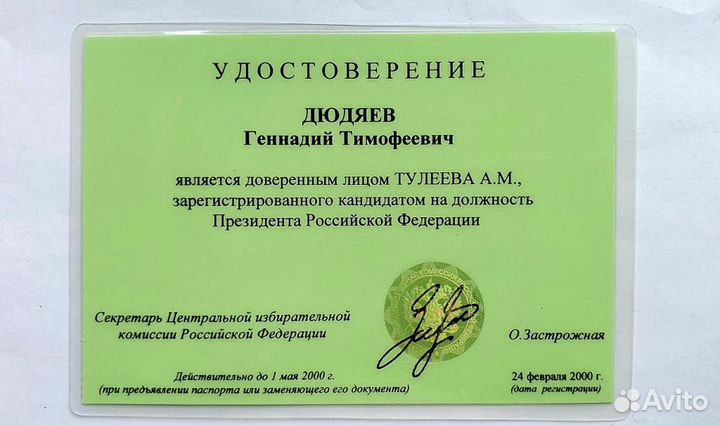 УДОСТОВЕРЕНИЕ
ДЮДЯЕВ
Геннадий Тимофеевич
является доверенным лицом ТУЛЕЕВА А.М.,
зарегистрированного кандидатом на должность
Президента Российской Федерации
Секретарь Центральной избирательной
комиссии Российской Федерации
О.Застрожная
Действительно до 1 мая 2000 г.
(при предъявлении паспорта или заменяющего его документа)
24 февраля 2000 г.
(дата регистрации)
Avito